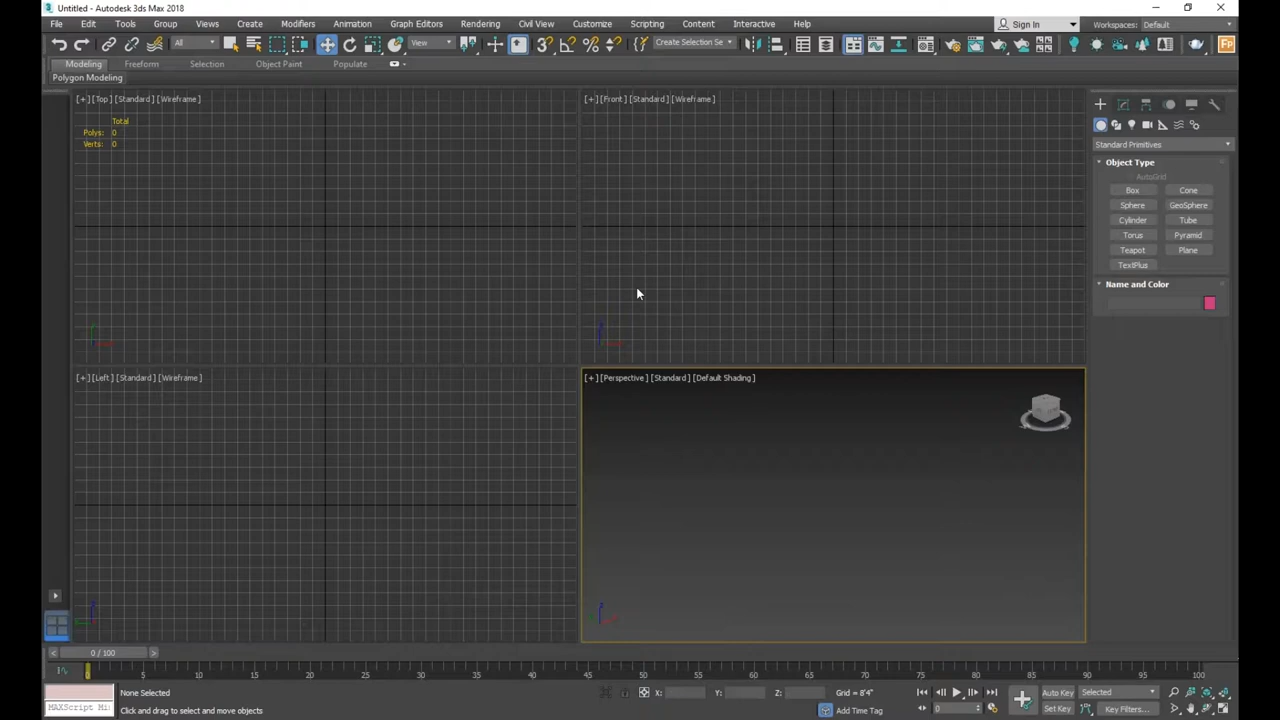 Untitled - Autodesk 3ds Max 2018
File Edit Tools Group Views Create Modifiers Animation Graph Editors Rendering Civil View Customize Scripting Content Interactive Help Sign In Workspaces: Default
All View Create Selection Se Fp
Modeling Freeform Selection Object Paint Populate
Polygon Modeling
[+] [Top] [Standard] [Wireframe]
Total
Polys: 0
Verts: 0
[+] [Front] [Standard] [Wireframe]
[+] [Left] [Standard] [Wireframe]
[+] [Perspective] [Standard] [Default Shading]
Standard Primitives
Object Type
AutoGrid
Box Cone
Sphere GeoSphere
Cylinder Tube
Torus Pyramid
Teapot Plane
TextPlus
Name and Color
< 0 / 100 >
0 5 10 15 20 25 30 35 40 45 50 55 60 65 70 75 80 85 90 95 100
None Selected X: Y: Z: Grid = 8'4" Auto Key Selected
MAXScript Mi: Click and drag to select and move objects Add Time Tag 0 Set Key Key Filters...